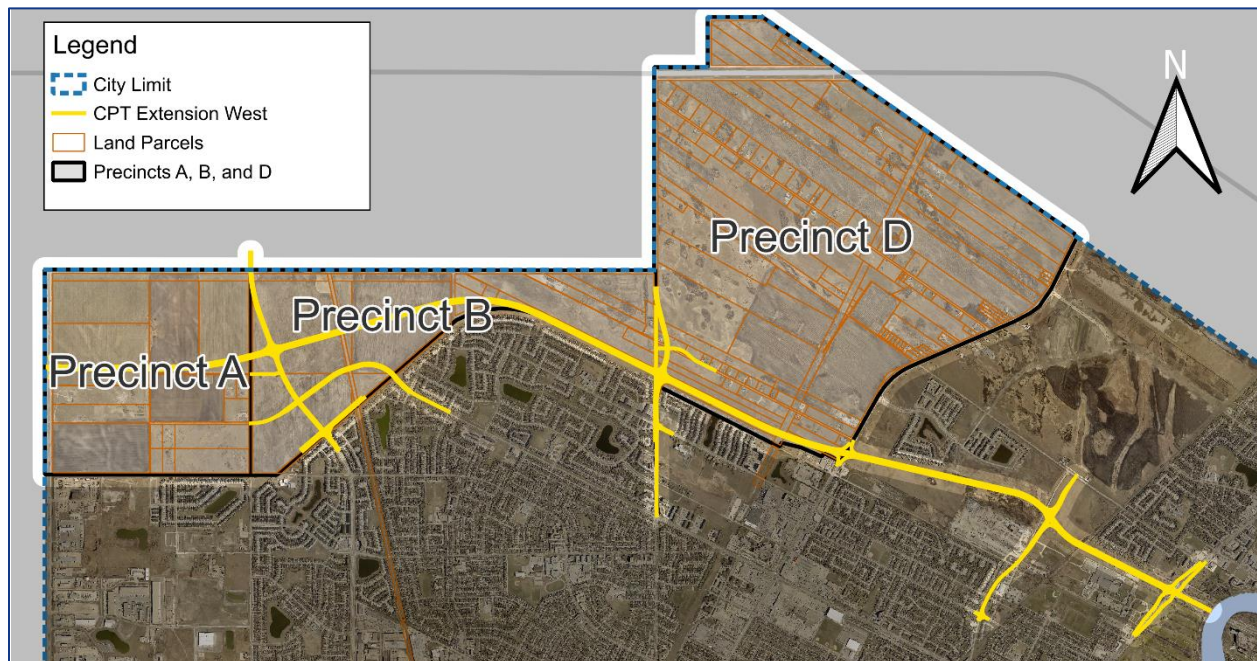 Legend
City Limit
CPT Extension West
Land Parcels
Precincts A, B, and D
N
Precinct D
Precinct B
Precinct A